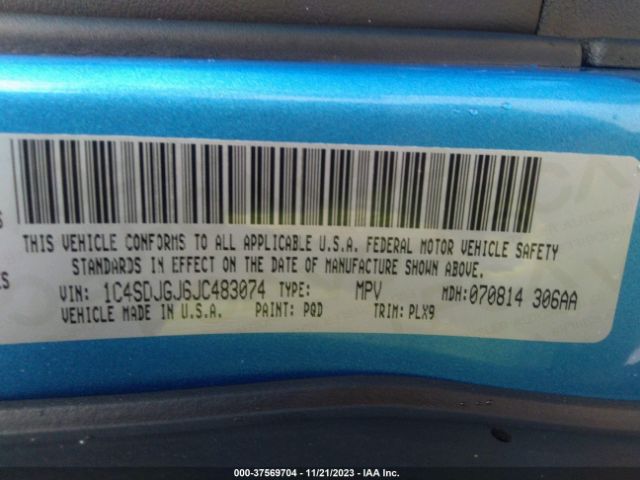 THIS VEHICLE CONFORMS TO ALL APPLICABLE U.S.A. FEDERAL MOTOR VEHICLE SAFETY
STANDARDS IN EFFECT ON THE DATE OF MANUFACTURE SHOWN ABOVE.
VIN: 1C4SDJGJ6JC483074 TYPE: MPV MDH:070814 306AA
VEHICLE MADE IN U.S.A. PAINT: PQD TRIM: PLX9
000-37569704 - 11/21/2023 - IAA Inc.